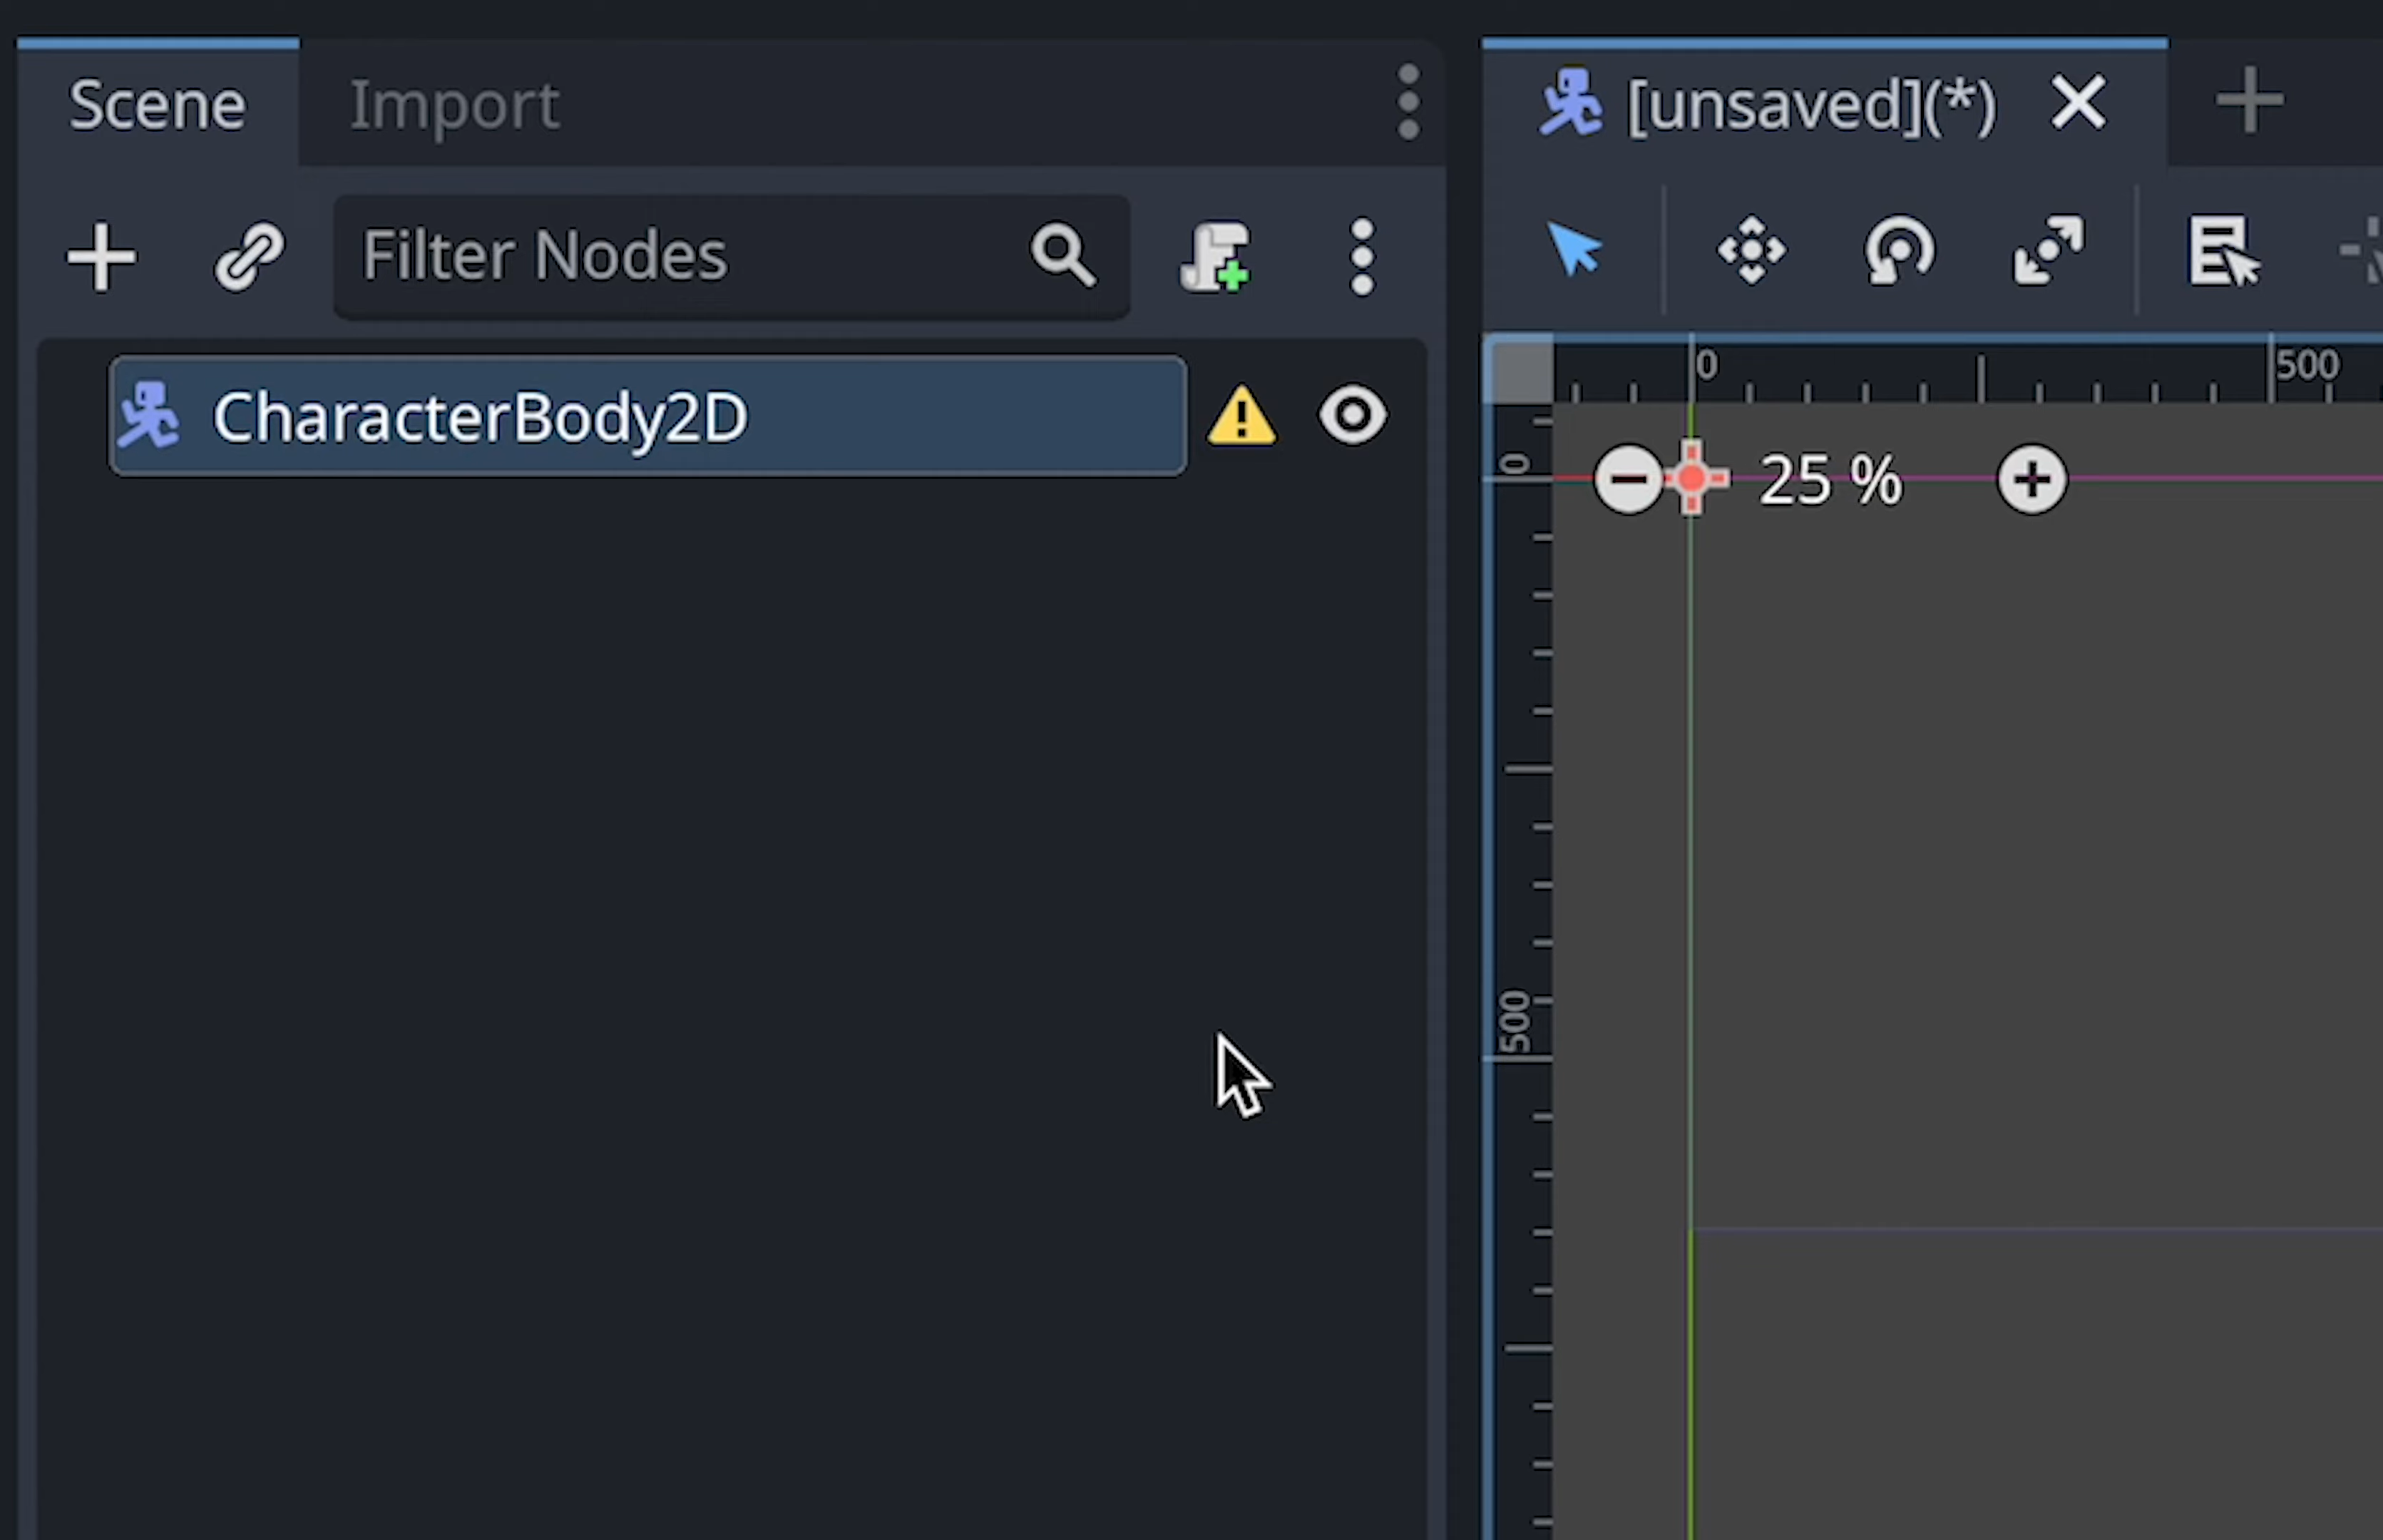 Scene
Import
[unsaved](*)
Filter Nodes
0
500
CharacterBody2D
0
25 %
500